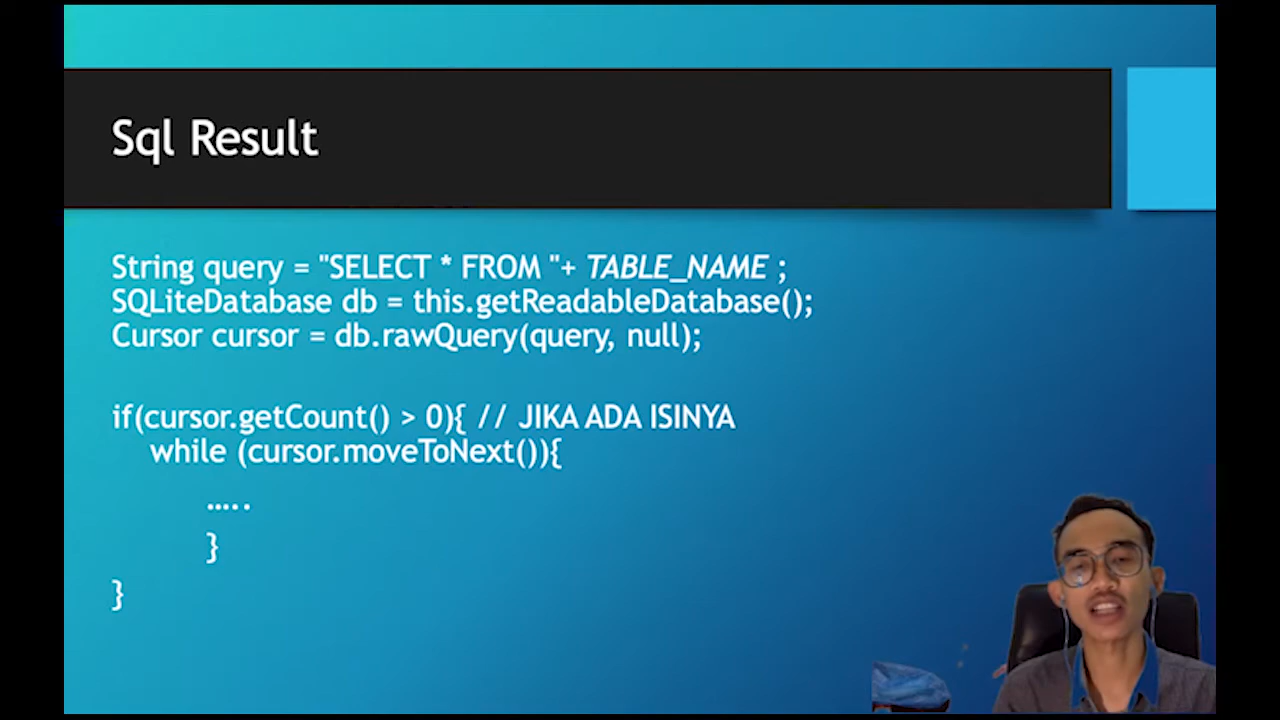 Sql Result
String query = "SELECT * FROM "+ TABLE_NAME ;
SQLiteDatabase db = this.getReadableDatabase();
Cursor cursor = db.rawQuery(query, null);
if(cursor.getCount() > 0){ // JIKA ADA ISINYA
while (cursor.moveToNext()){
…..
}
}